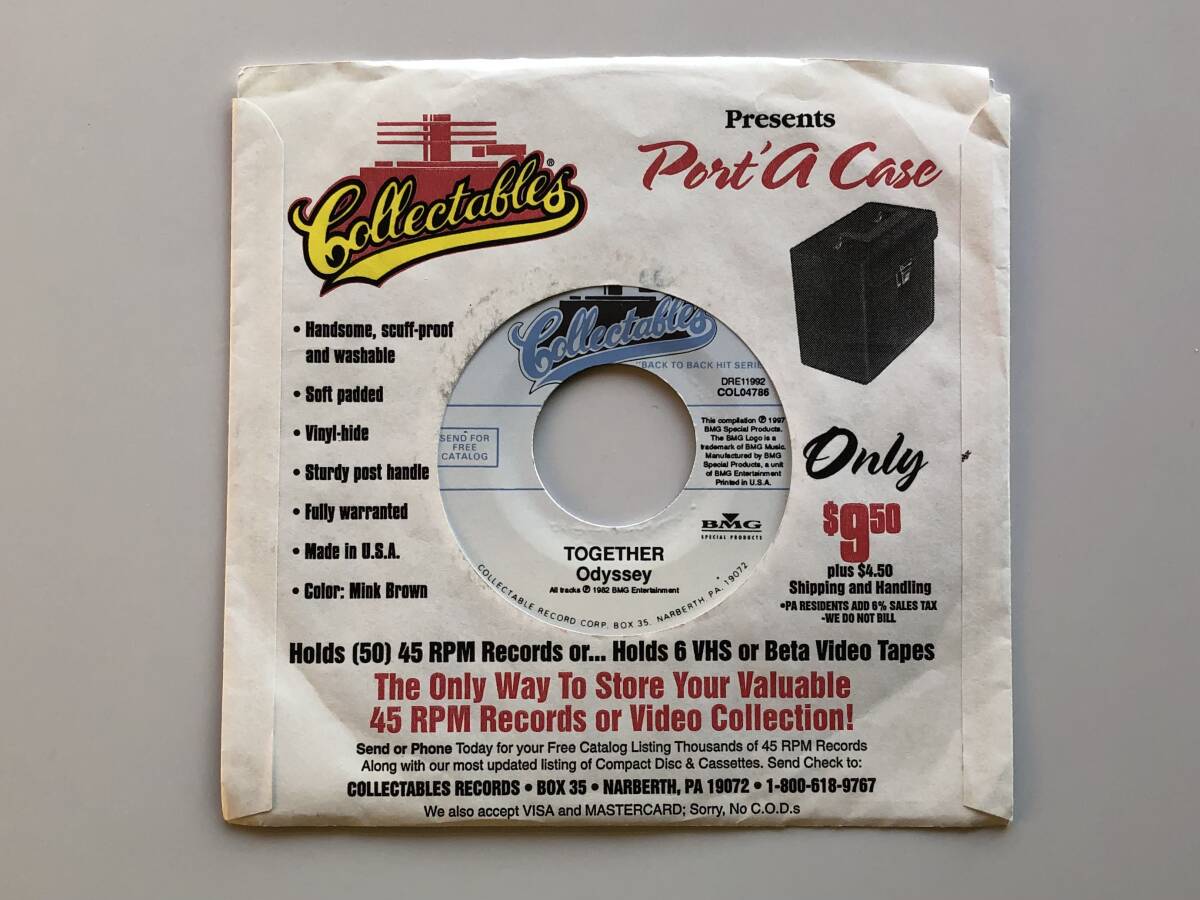 Presents
Port'A Case
Collectables®
• Handsome, scuff-proof
and washable
• Soft padded
• Vinyl-hide
• Sturdy post handle
• Fully warranted
• Made in U.S.A.
• Color: Mink Brown
Collectables
"BACK TO BACK HIT SERIE
DRE11992
COL04786
SEND FOR
FREE
CATALOG
This compilation ℗ 1997
BMG Special Products.
The BMG Logo is a
trademark of BMG Music.
Manufactured by BMG
Special Products, a unit
of BMG Entertainment
Printed in U.S.A.
BMG
SPECIAL PRODUCTS
TOGETHER
Odyssey
All tracks ℗ 1982 BMG Entertainment
COLLECTABLE RECORD CORP. BOX 35, NARBERTH PA. 19072
Only
$9.50
plus $4.50
Shipping and Handling
•PA RESIDENTS ADD 6% SALES TAX
-WE DO NOT BILL
Holds (50) 45 RPM Records or... Holds 6 VHS or Beta Video Tapes
The Only Way To Store Your Valuable
45 RPM Records or Video Collection!
Send or Phone Today for your Free Catalog Listing Thousands of 45 RPM Records
Along with our most updated listing of Compact Disc & Cassettes. Send Check to:
COLLECTABLES RECORDS • BOX 35 • NARBERTH, PA 19072 • 1-800-618-9767
We also accept VISA and MASTERCARD; Sorry, No C.O.D.s